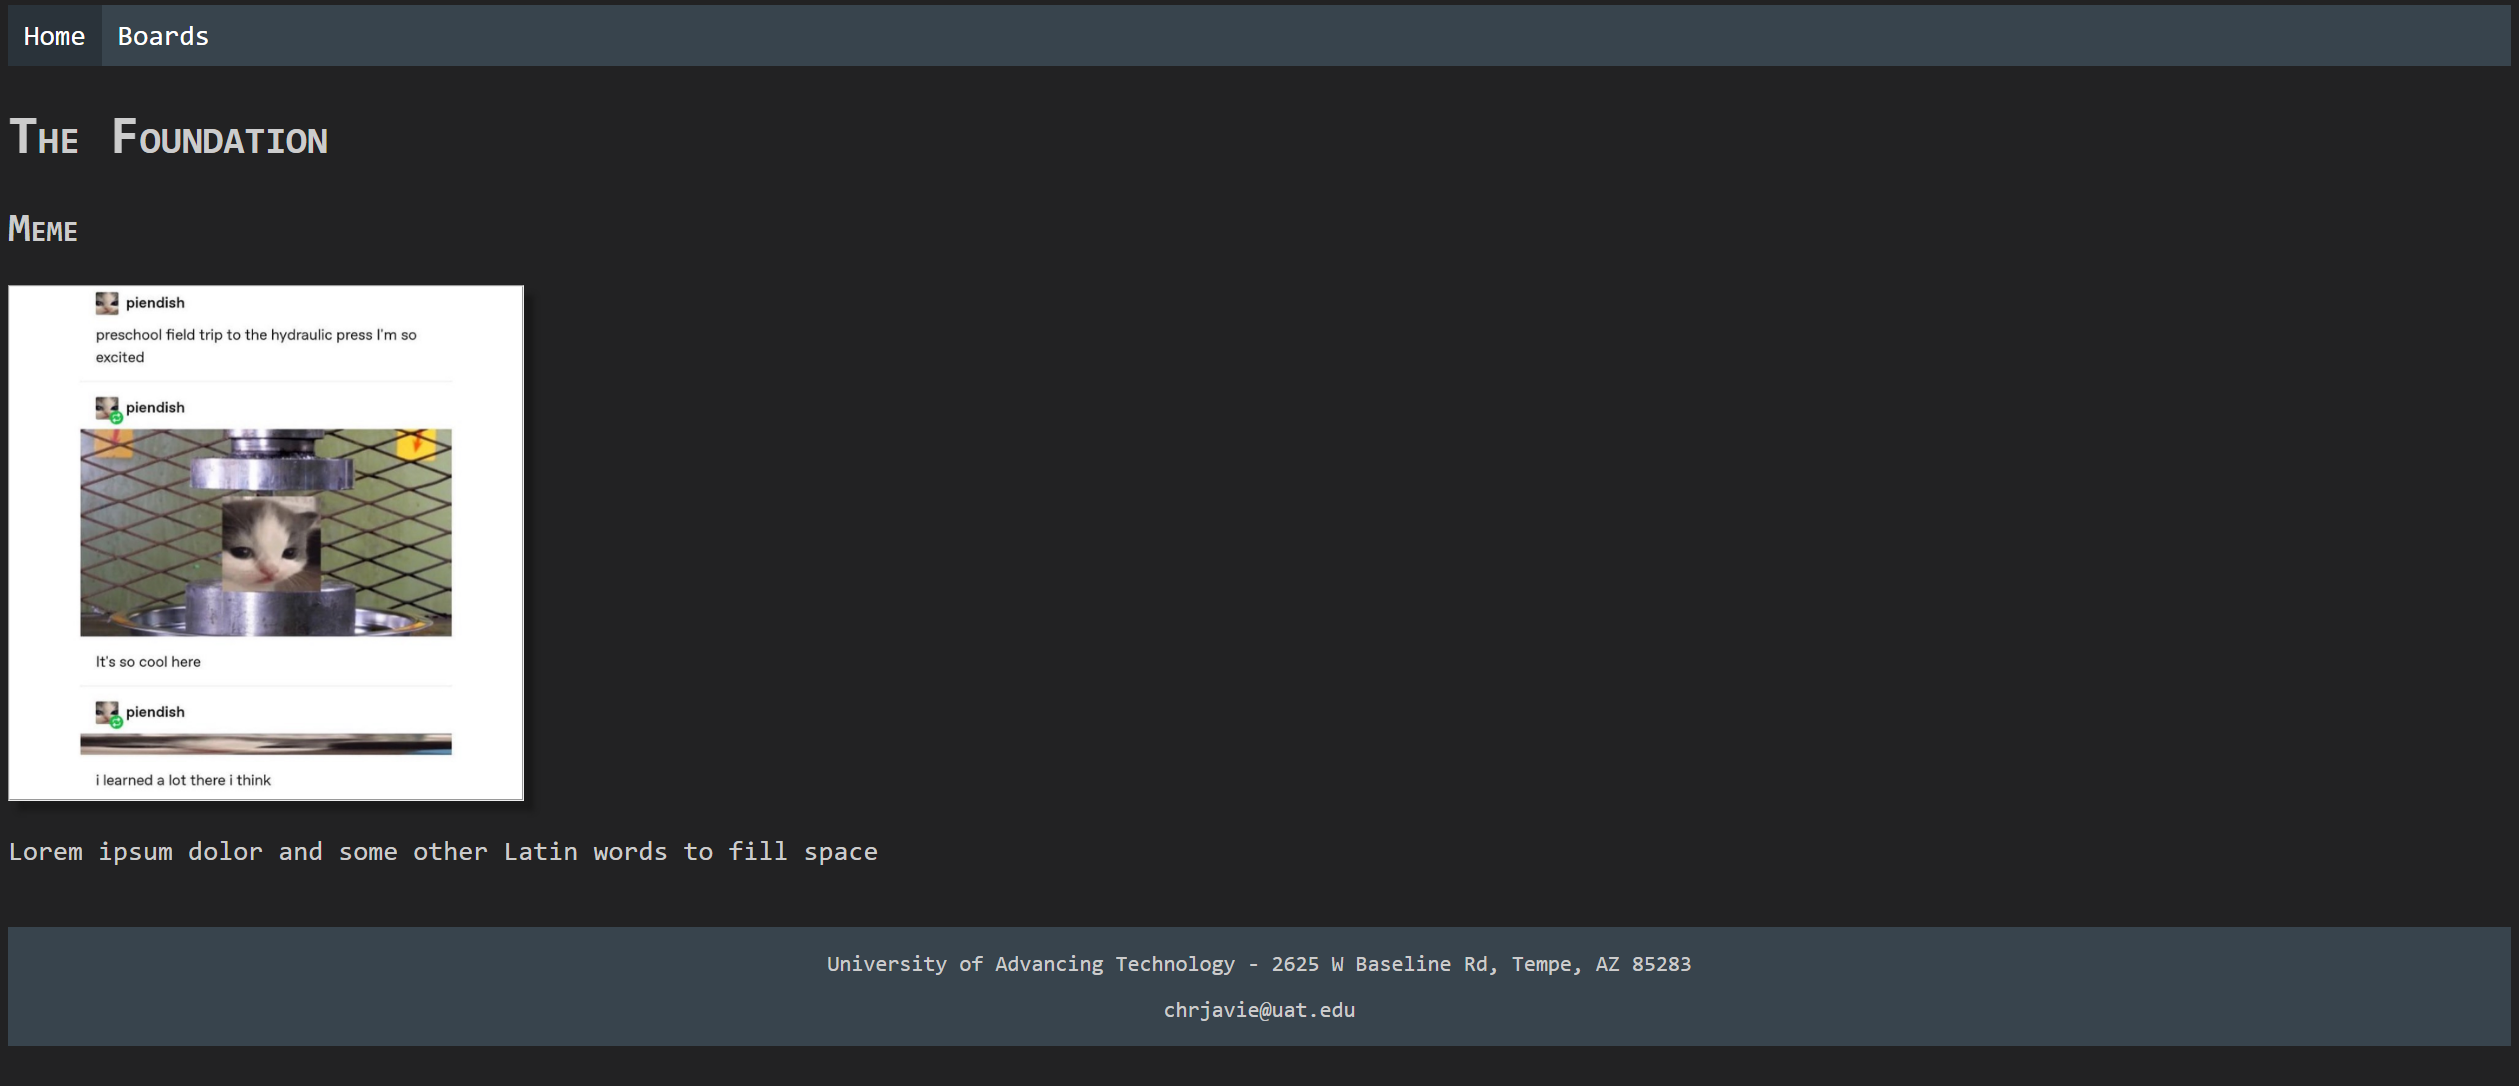 Home Boards
The Foundation
Meme
piendish
preschool field trip to the hydraulic press I'm so
excited
piendish
It's so cool here
piendish
i learned a lot there i think
Lorem ipsum dolor and some other Latin words to fill space
University of Advancing Technology - 2625 W Baseline Rd, Tempe, AZ 85283
chrjavie@uat.edu